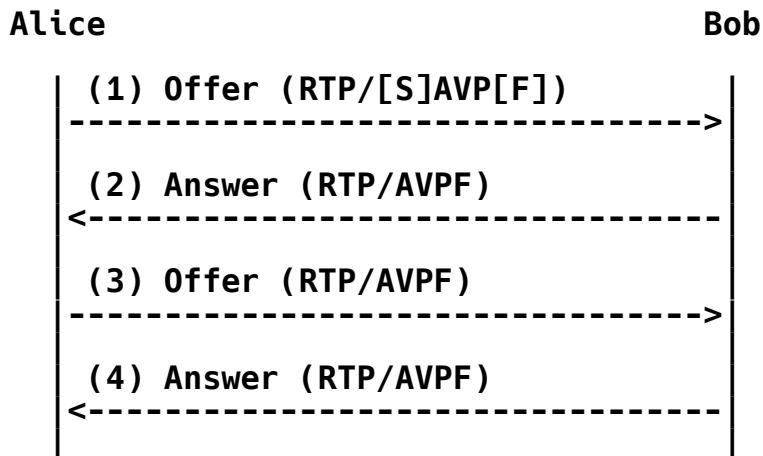 Alice Bob
(1) Offer (RTP/[S]AVP[F])
(2) Answer (RTP/AVPF)
(3) Offer (RTP/AVPF)
(4) Answer (RTP/AVPF)